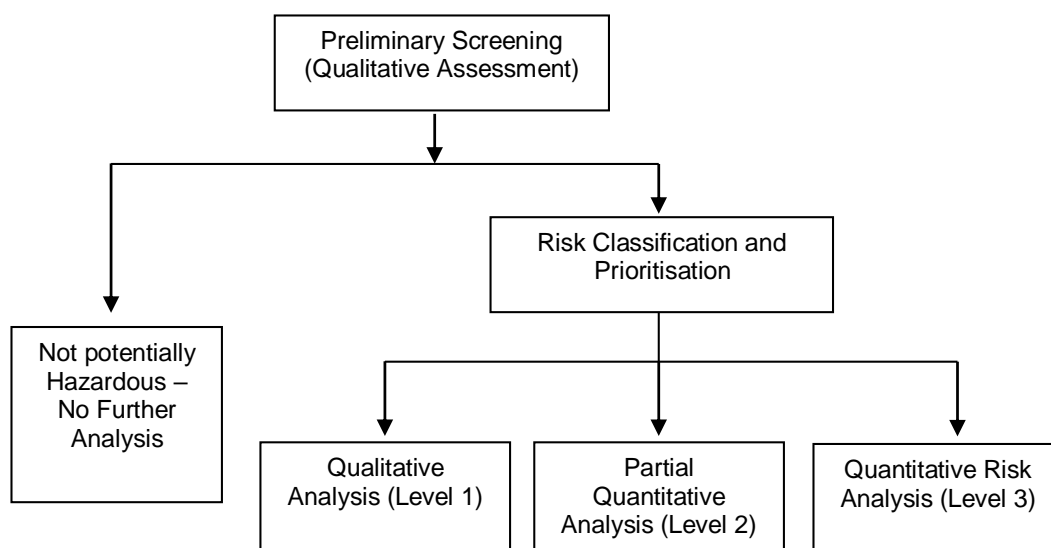 Preliminary Screening
(Qualitative Assessment)
Risk Classification and
Prioritisation
Not potentially
Hazardous –
No Further
Analysis
Qualitative
Analysis (Level 1)
Partial
Quantitative
Analysis (Level 2)
Quantitative Risk
Analysis (Level 3)